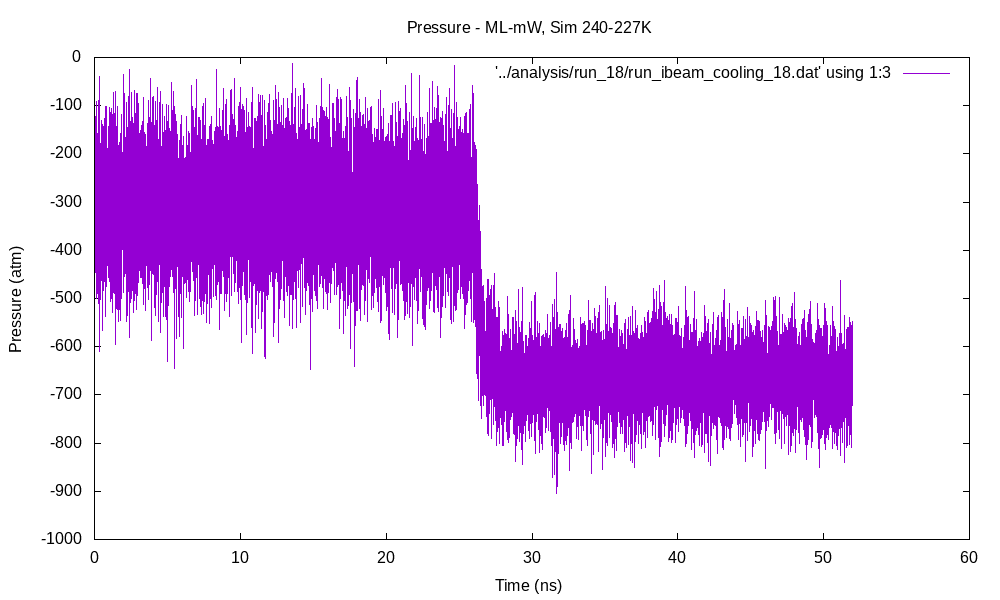 Pressure - ML-mW, Sim 240-227K
'../analysis/run_18/run_ibeam_cooling_18.dat' using 1:3
0
-100
-200
-300
-400
-500
-600
-700
-800
-900
-1000
Pressure (atm)
0 10 20 30 40 50 60
Time (ns)